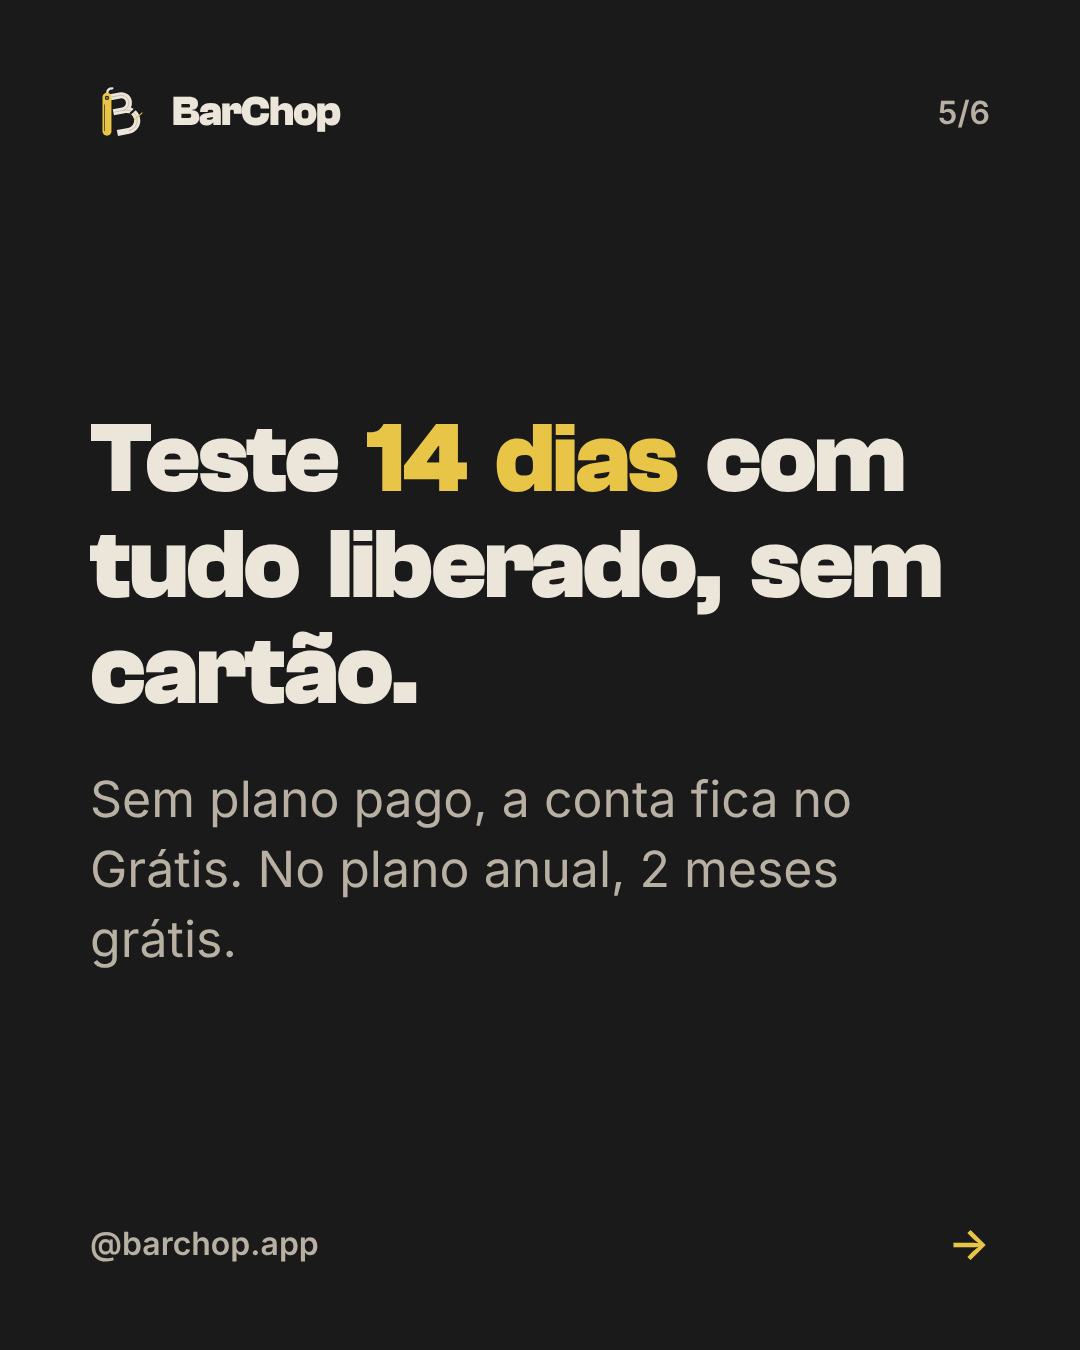 BarChop
5/6
Teste 14 dias com
tudo liberado, sem
cartão.
Sem plano pago, a conta fica no
Grátis. No plano anual, 2 meses
grátis.
@barchop.app
→